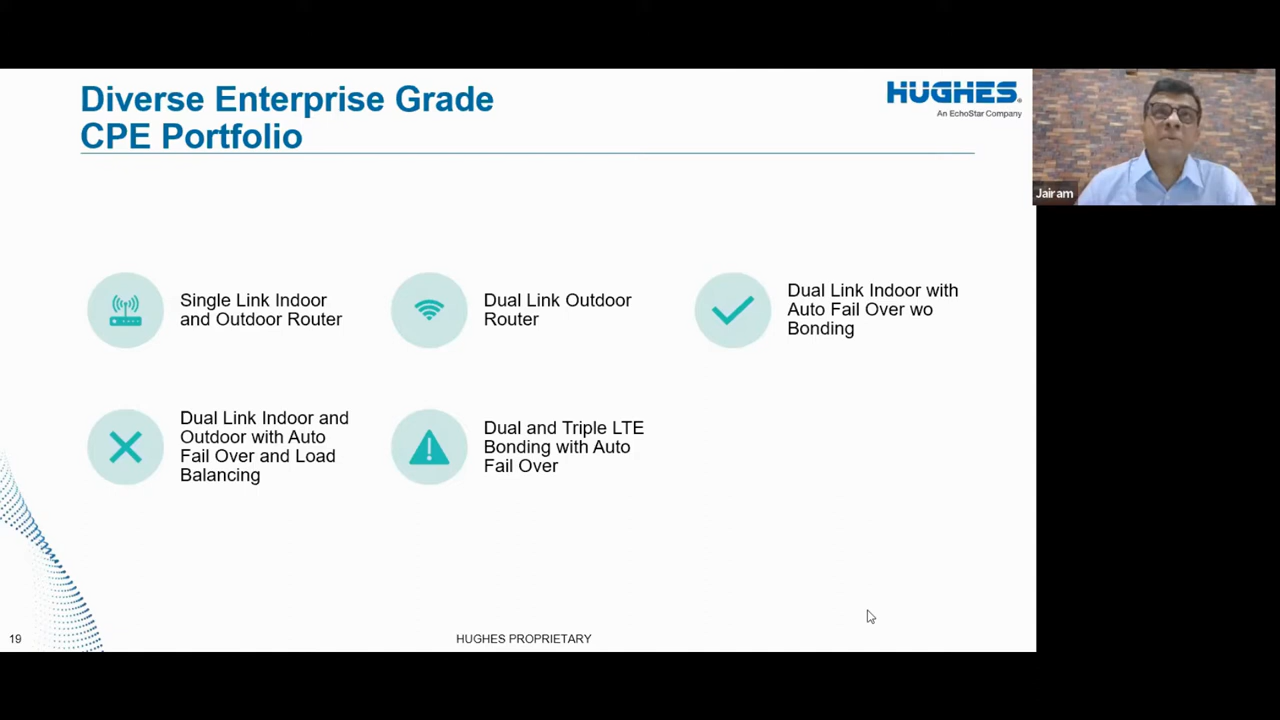 Diverse Enterprise Grade
CPE Portfolio
HUGHES®
An EchoStar Company
Jairam
Single Link Indoor
and Outdoor Router
Dual Link Outdoor
Router
Dual Link Indoor with
Auto Fail Over wo
Bonding
Dual Link Indoor and
Outdoor with Auto
Fail Over and Load
Balancing
Dual and Triple LTE
Bonding with Auto
Fail Over
19
HUGHES PROPRIETARY